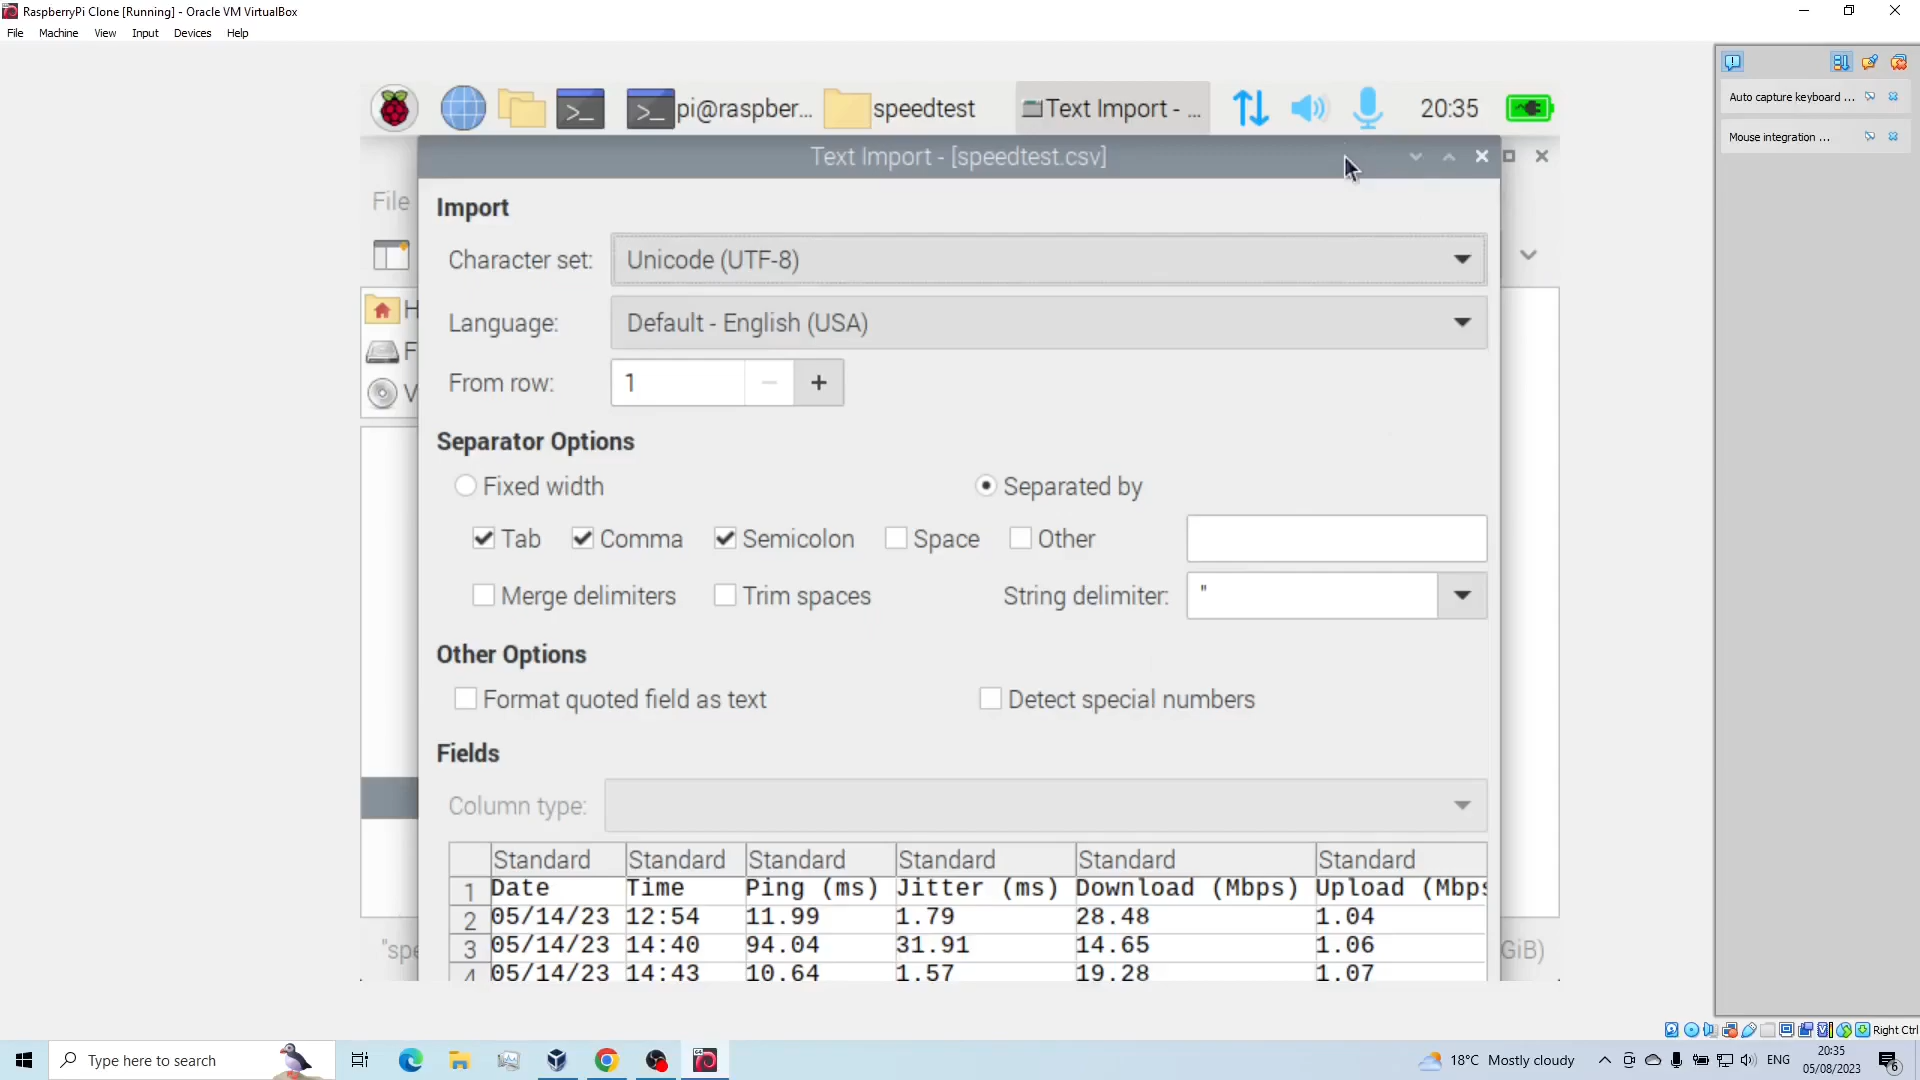 RaspberryPi Clone [Running] - Oracle VM VirtualBox
File Machine View Input Devices Help
pi@raspber... speedtest Text Import - ... 20:35
Auto capture keyboard ...
Mouse integration ...
Text Import - [speedtest.csv]
File
Import
Character set: Unicode (UTF-8)
Language: Default - English (USA)
From row: 1
Separator Options
Fixed width Separated by
Tab Comma Semicolon Space Other
Merge delimiters Trim spaces String delimiter: "
Other Options
Format quoted field as text Detect special numbers
Fields
Column type:
Standard Standard Standard Standard Standard Standard
1 Date Time Ping (ms) Jitter (ms) Download (Mbps) Upload (Mbps
2 05/14/23 12:54 11.99 1.79 28.48 1.04
3 05/14/23 14:40 94.04 31.91 14.65 1.06
4 05/14/23 14:43 10.64 1.57 19.28 1.07
"spe
GiB)
Right Ctrl
Type here to search
18°C Mostly cloudy
ENG
20:35
05/08/2023
6